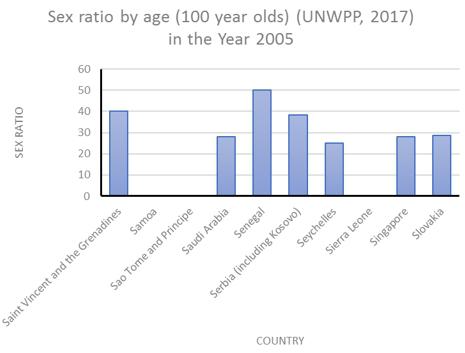 Sex ratio by age (100 year olds) (UNWPP, 2017)
in the Year 2005
SEX RATIO
60
50
40
30
20
10
0
Saint Vincent and the Grenadines
Samoa
Sao Tome and Principe
Saudi Arabia
Senegal
Serbia (including Kosovo)
Seychelles
Sierra Leone
Singapore
Slovakia
COUNTRY